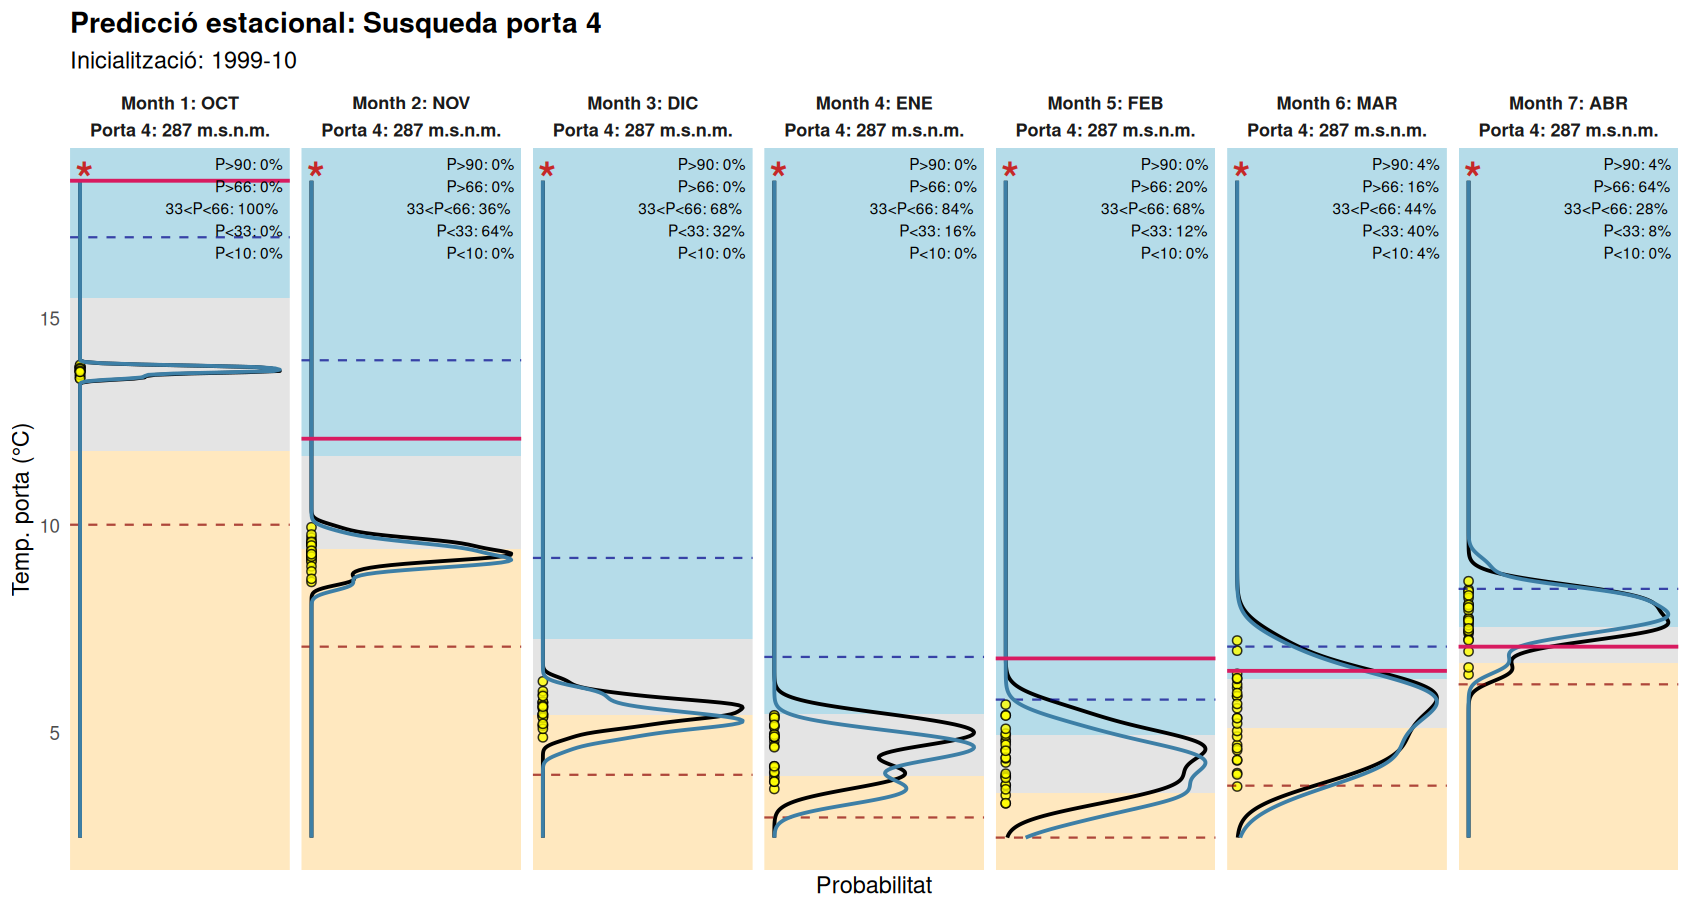 Predicció estacional: Susqueda porta 4
Inicialització: 1999-10
Month 1: OCT
Porta 4: 287 m.s.n.m.
Month 2: NOV
Porta 4: 287 m.s.n.m.
Month 3: DIC
Porta 4: 287 m.s.n.m.
Month 4: ENE
Porta 4: 287 m.s.n.m.
Month 5: FEB
Porta 4: 287 m.s.n.m.
Month 6: MAR
Porta 4: 287 m.s.n.m.
Month 7: ABR
Porta 4: 287 m.s.n.m.
*
P>90: 0%
P>66: 0%
33<P<66: 100%
P<33: 0%
P<10: 0%
*
P>90: 0%
P>66: 0%
33<P<66: 36%
P<33: 64%
P<10: 0%
*
P>90: 0%
P>66: 0%
33<P<66: 68%
P<33: 32%
P<10: 0%
*
P>90: 0%
P>66: 0%
33<P<66: 84%
P<33: 16%
P<10: 0%
*
P>90: 0%
P>66: 20%
33<P<66: 68%
P<33: 12%
P<10: 0%
*
P>90: 4%
P>66: 16%
33<P<66: 44%
P<33: 40%
P<10: 4%
*
P>90: 4%
P>66: 64%
33<P<66: 28%
P<33: 8%
P<10: 0%
15
10
5
Temp. porta (°C)
Probabilitat